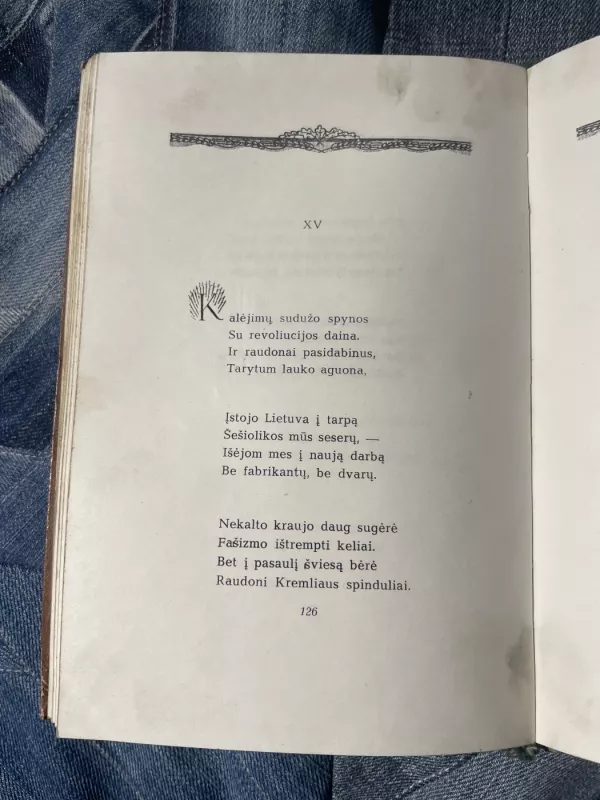 XV
Kalėjimų sudužo spynos
Su revoliucijos daina.
Ir raudonai pasidabinus,
Tarytum lauko aguona,
Įstojo Lietuva į tarpą
Šešiolikos mūs seserų, —
Išėjom mes į naują darbą
Be fabrikantų, be dvarų.
Nekalto kraujo daug sugėrė
Fašizmo ištrempti keliai.
Bet į pasaulį šviesą bėrė
Raudoni Kremliaus spinduliai.
126